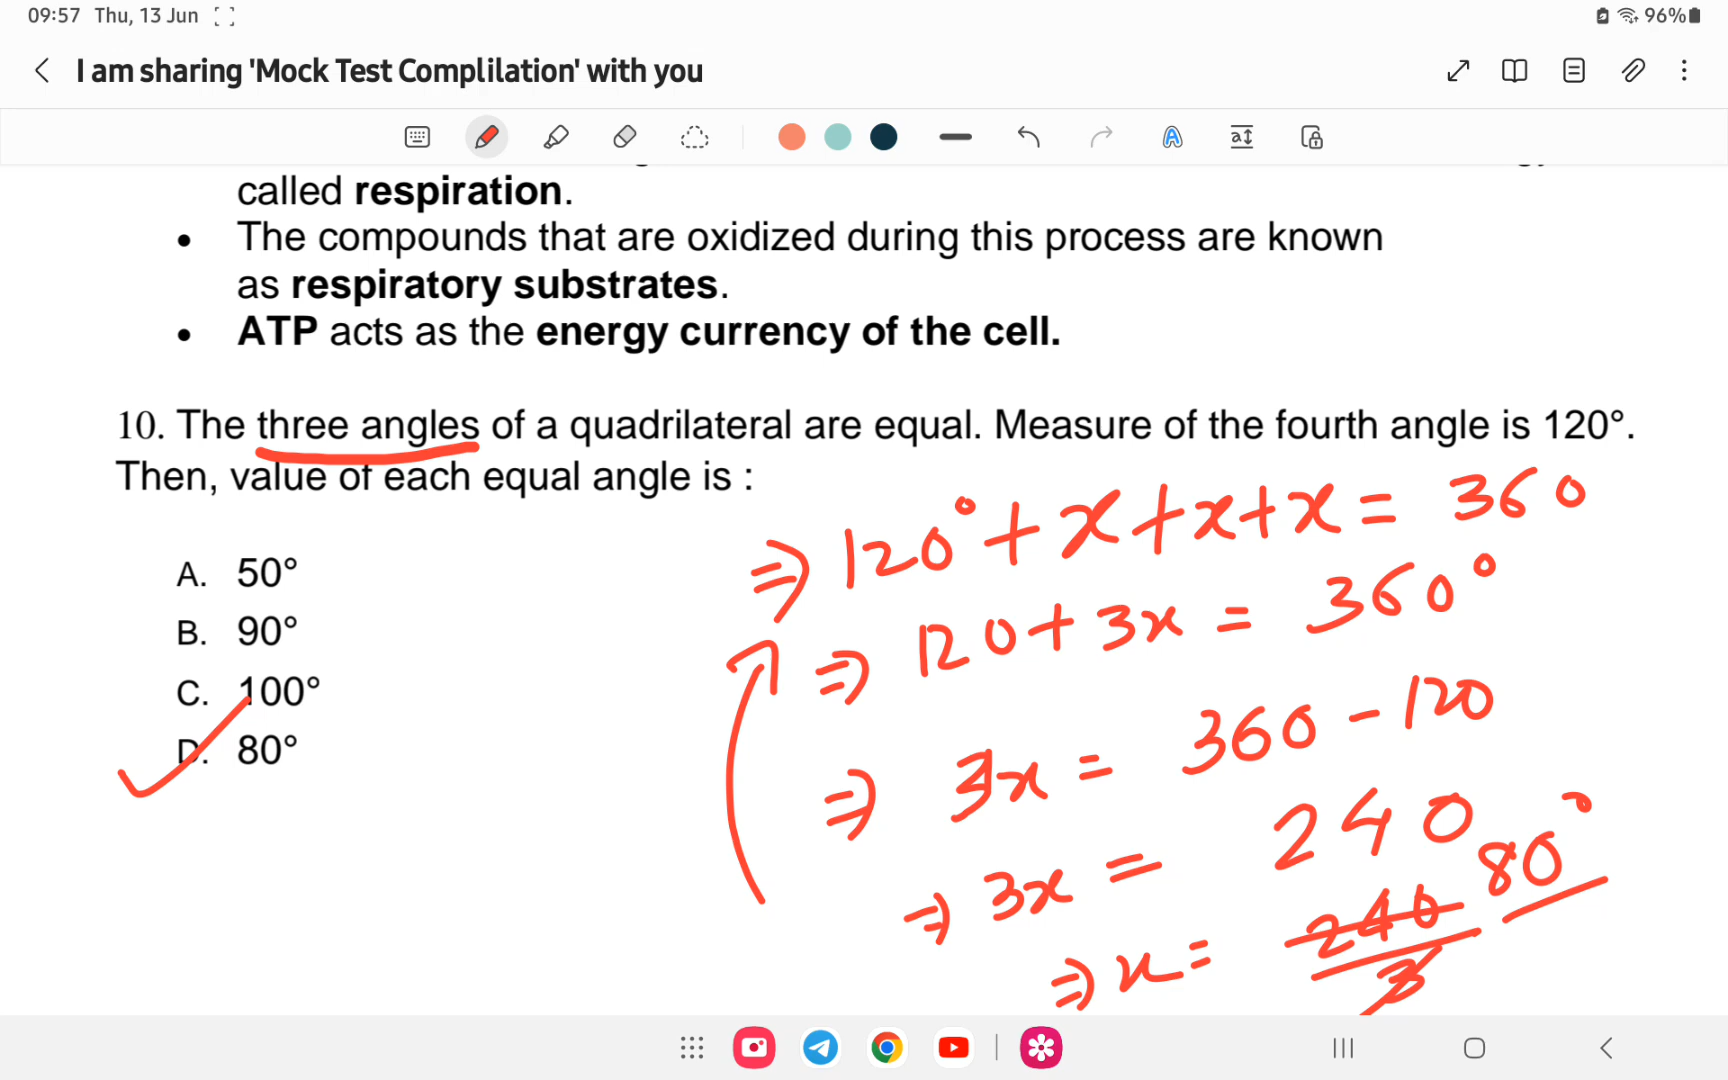 09:57 Thu, 13 Jun 96%
I am sharing 'Mock Test Complilation' with you
called respiration.
• The compounds that are oxidized during this process are known
as respiratory substrates.
• ATP acts as the energy currency of the cell.
10. The three angles of a quadrilateral are equal. Measure of the fourth angle is 120°.
Then, value of each equal angle is :
A. 50°
B. 90°
C. 100°
D. 80°
⇒ 120° + x + x + x = 360
⇒ 120 + 3x = 360°
⇒ 3x = 360 - 120
⇒ 3x = 240
⇒ x = 240/3 80°